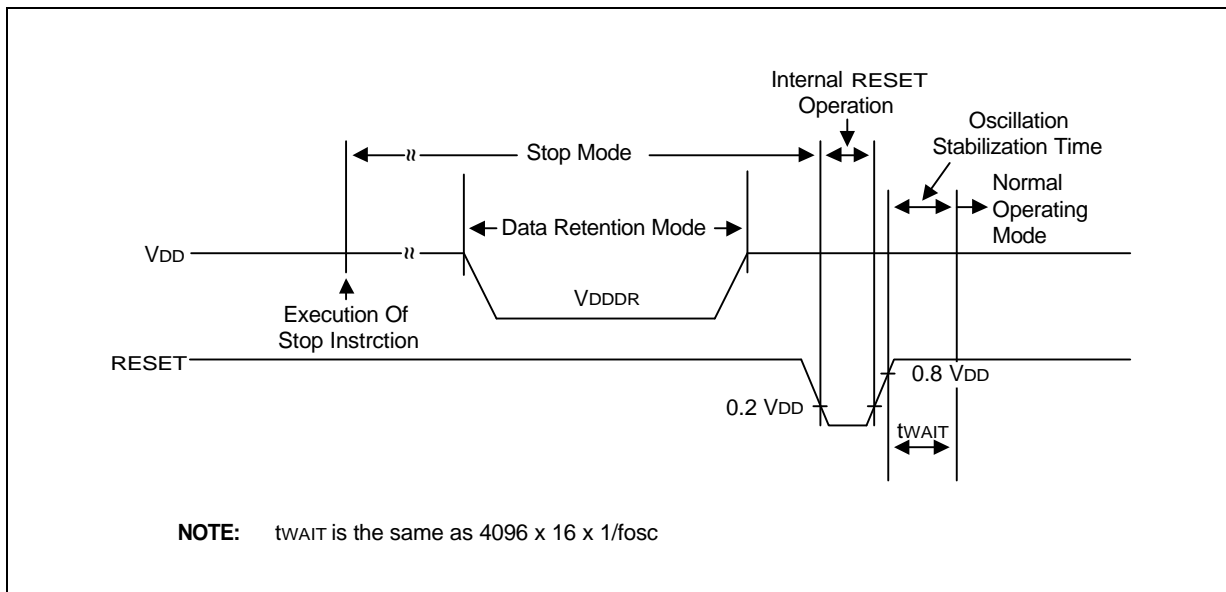 Internal RESET
Operation
Oscillation
Stabilization Time
Stop Mode
Normal
Operating
Mode
Data Retention Mode
VDD
VDDDR
Execution Of
Stop Instrction
RESET
0.8 VDD
0.2 VDD
tWAIT
NOTE: tWAIT is the same as 4096 x 16 x 1/fosc